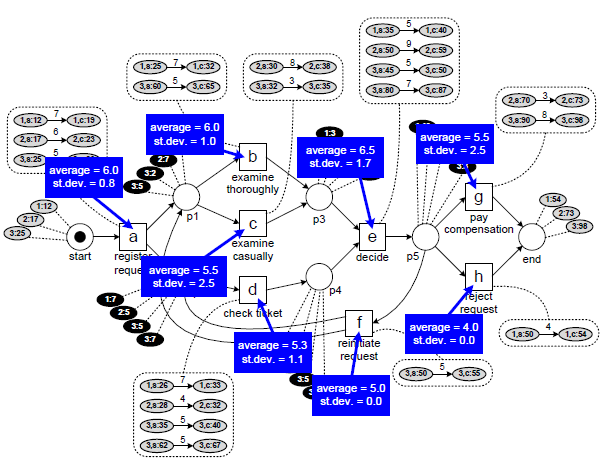 1,s:35 5 1,c:40
2,s:50 9 2,c:59
3,s:45 5 3,c:50
3,s:80 7 3,c:87
1,s:25 7 1,c:32
3,s:60 5 3,c:65
2,s:30 8 2,c:38
3,s:32 3 3,c:35
2,s:70 3 2,c:73
3,s:90 8 3,c:98
1,s:12 7 1,c:19
2,s:17 6 2,c:23
3,s:25 5
average = 6.0
st.dev. = 1.0
average = 6.5
st.dev. = 1.7
average = 5.5
st.dev. = 2.5
average = 6.0
st.dev. = 0.8
1:3
2:7
3:2
3:5
b
examine
thoroughly
p1
p3
g
pay
compensation
1:12
2:17
3:25
start
a
register
reque
c
examine
casually
e
decide
p5
end
1:54
2:73
3:98
average = 5.5
st.dev. = 2.5
1:7
2:5
3:5
3:7
d
check ticket
p4
h
reject
request
f
reinitiate
request
average = 4.0
st.dev. = 0.0
average = 5.3
st.dev. = 1.1
average = 5.0
st.dev. = 0.0
3:5
1,s:50 4 1,c:54
3,s:50 5 3,c:55
1,s:26 7 1,c:33
2,s:28 4 2,c:32
3,s:35 5 3,c:40
3,s:62 5 3,c:67